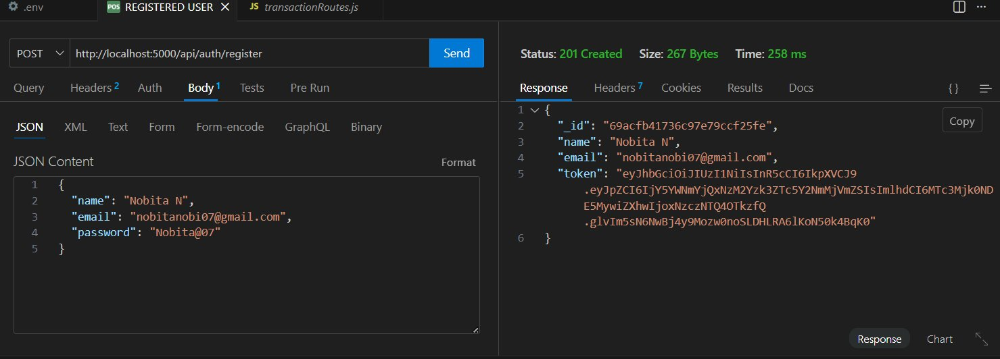 .env
POS REGISTERED USER
JS transactionRoutes.js
POST http://localhost:5000/api/auth/register Send
Query Headers 2 Auth Body 1 Tests Pre Run
JSON XML Text Form Form-encode GraphQL Binary
JSON Content Format
1 {
2 "name": "Nobita N",
3 "email": "nobitanobi07@gmail.com",
4 "password": "Nobita@07"
5 }
Status: 201 Created Size: 267 Bytes Time: 258 ms
Response Headers 7 Cookies Results Docs { }
1 {
Copy
2 "_id": "69acfb41736c97e79ccf25fe",
3 "name": "Nobita N",
4 "email": "nobitanobi07@gmail.com",
5 "token": "eyJhbGciOiJIUzI1NiIsInR5cCI6IkpXVCJ9
.eyJpZCI6IjY5YWNmYjQxNzM2Yzk3ZTc5Y2NmMjVmZSIsImlhdCI6MTc3Mjk0ND
E5MywiZXhwIjoxNzczNTQ4OTkzfQ
.glvIm5sN6NwBj4y9Mozw0noSLDHLRA6lKoN50k4BqK0"
6 }
Response Chart